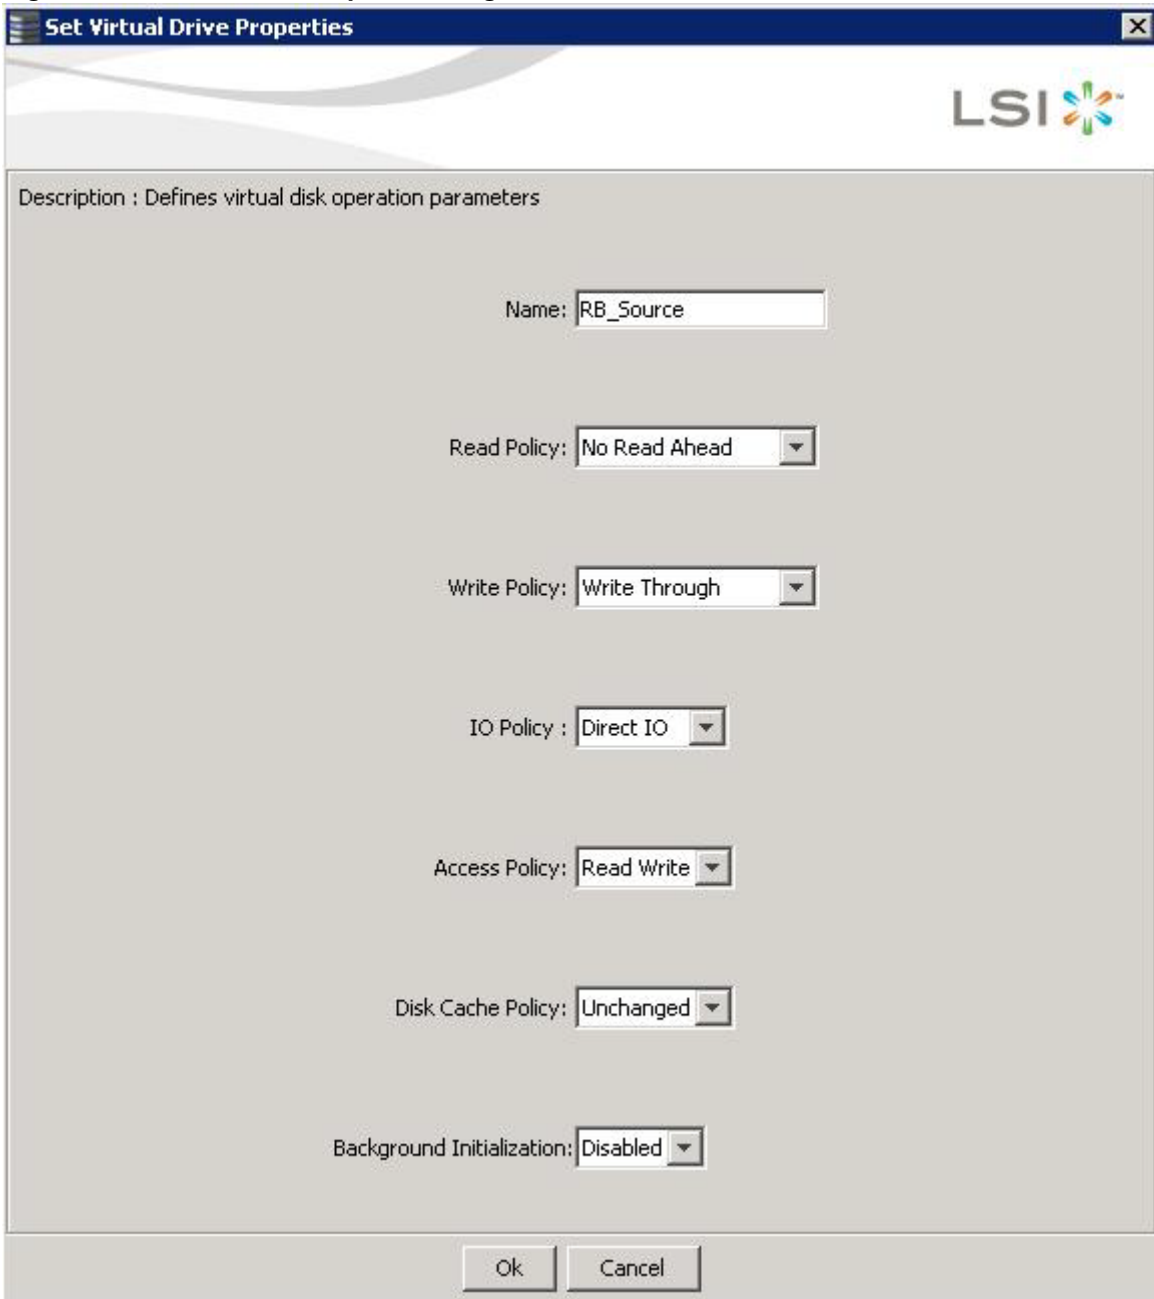 Set Virtual Drive Properties
LSI
Description : Defines virtual disk operation parameters
Name: RB_Source
Read Policy: No Read Ahead
Write Policy: Write Through
IO Policy : Direct IO
Access Policy: Read Write
Disk Cache Policy: Unchanged
Background Initialization: Disabled
Ok Cancel